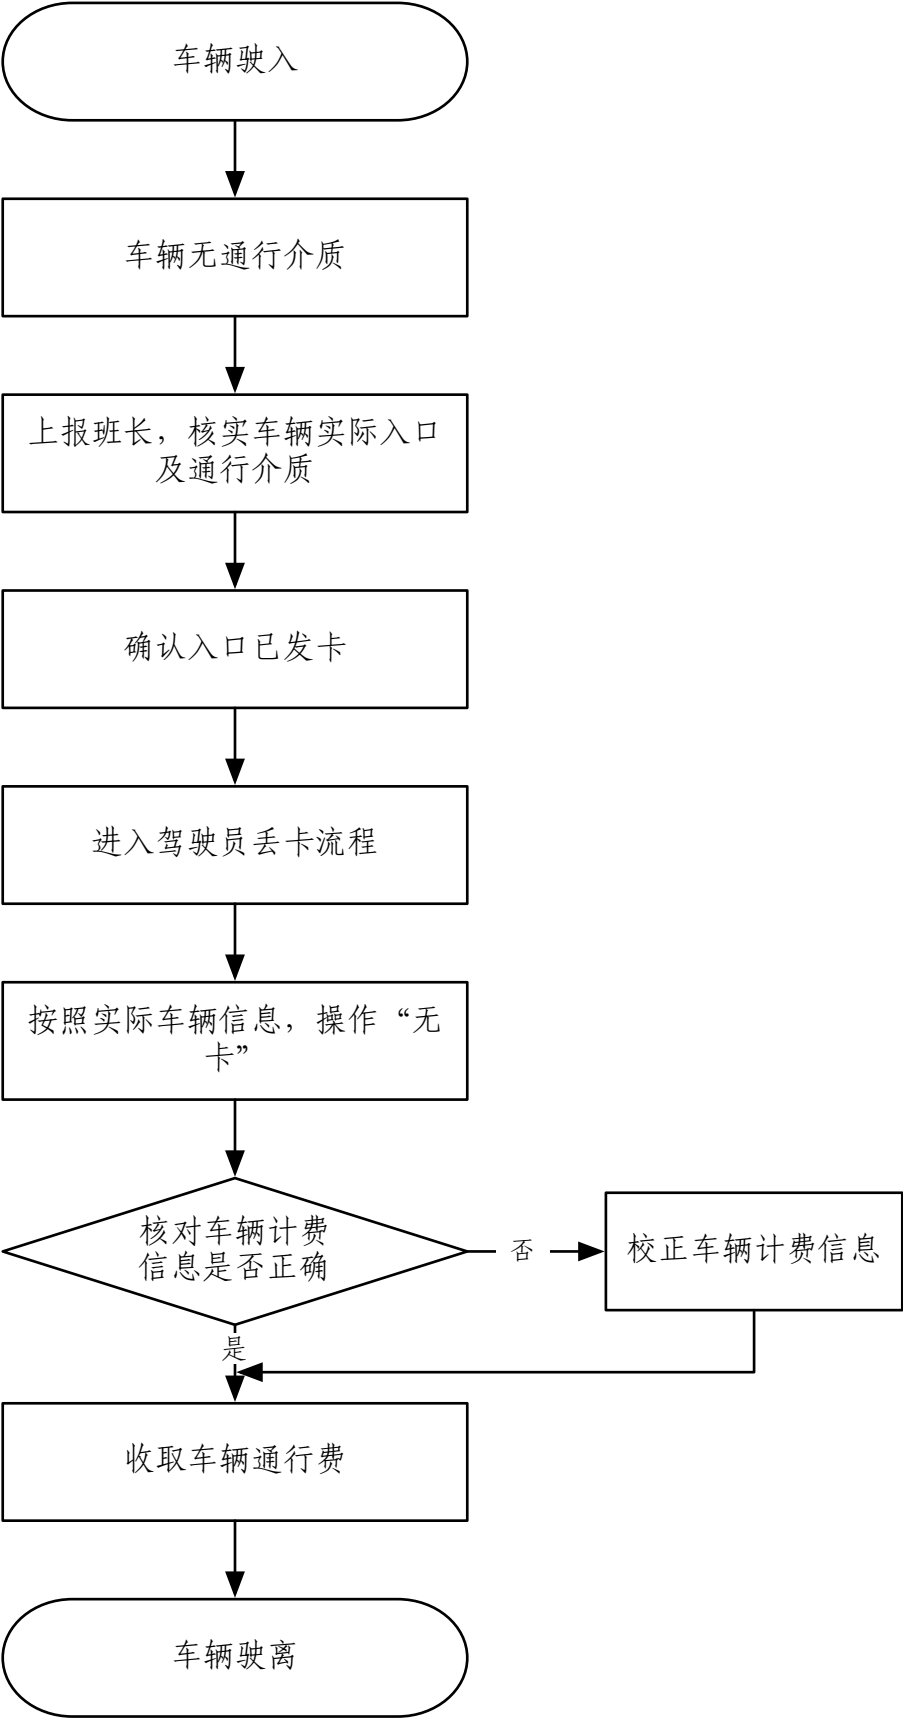 车辆驶入
车辆无通行介质
上报班长，核实车辆实际入口
及通行介质
确认入口已发卡
进入驾驶员丢卡流程
按照实际车辆信息，操作“无
卡”
核对车辆计费
信息是否正确
否
校正车辆计费信息
是
收取车辆通行费
车辆驶离